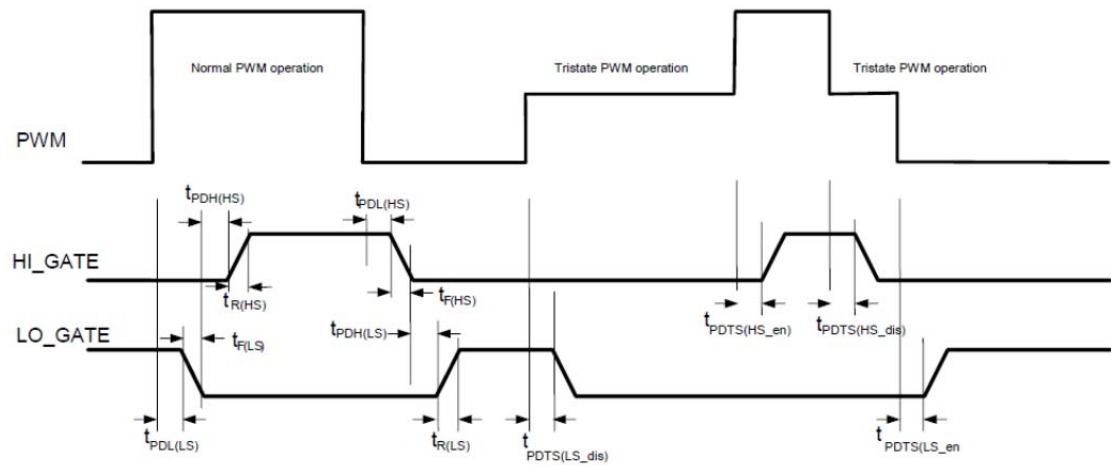 Normal PWM operation
Tristate PWM operation
Tristate PWM operation
PWM
tPDH(HS)
tPDL(HS)
HI_GATE
tR(HS)
tF(HS)
tPDTS(HS_en)
tPDTS(HS_dis)
tPDH(LS)
LO_GATE
tF(LS)
tPDL(LS)
tR(LS)
tPDTS(LS_dis)
tPDTS(LS_en